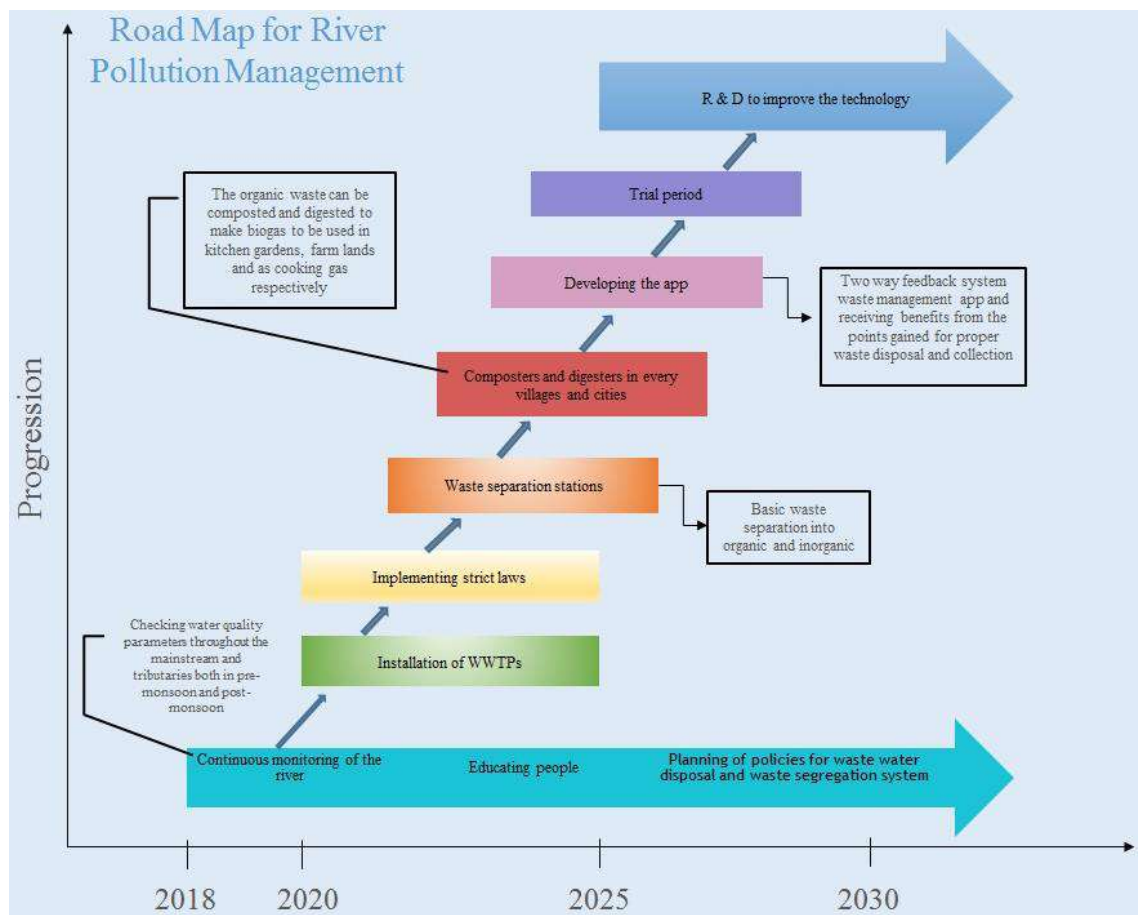 Road Map for River
Pollution Management
R & D to improve the technology
Trial period
The organic waste can be
composted and digested to
make biogas to be used in
kitchen gardens, farm lands
and as cooking gas
respectively
Developing the app
Two way feedback system
waste management app and
receiving benefits from the
points gained for proper
waste disposal and collection
Composters and digesters in every
villages and cities
Progression
Waste separation stations
Basic waste
separation into
organic and inorganic
Implementing strict laws
Checking water quality
parameters throughout the
mainstream and
tributaries both in pre-
monsoon and post-
monsoon
Installation of WWTPs
Continuous monitoring of the
river
Educating people
Planning of policies for waste water
disposal and waste segregation system
2018
2020
2025
2030